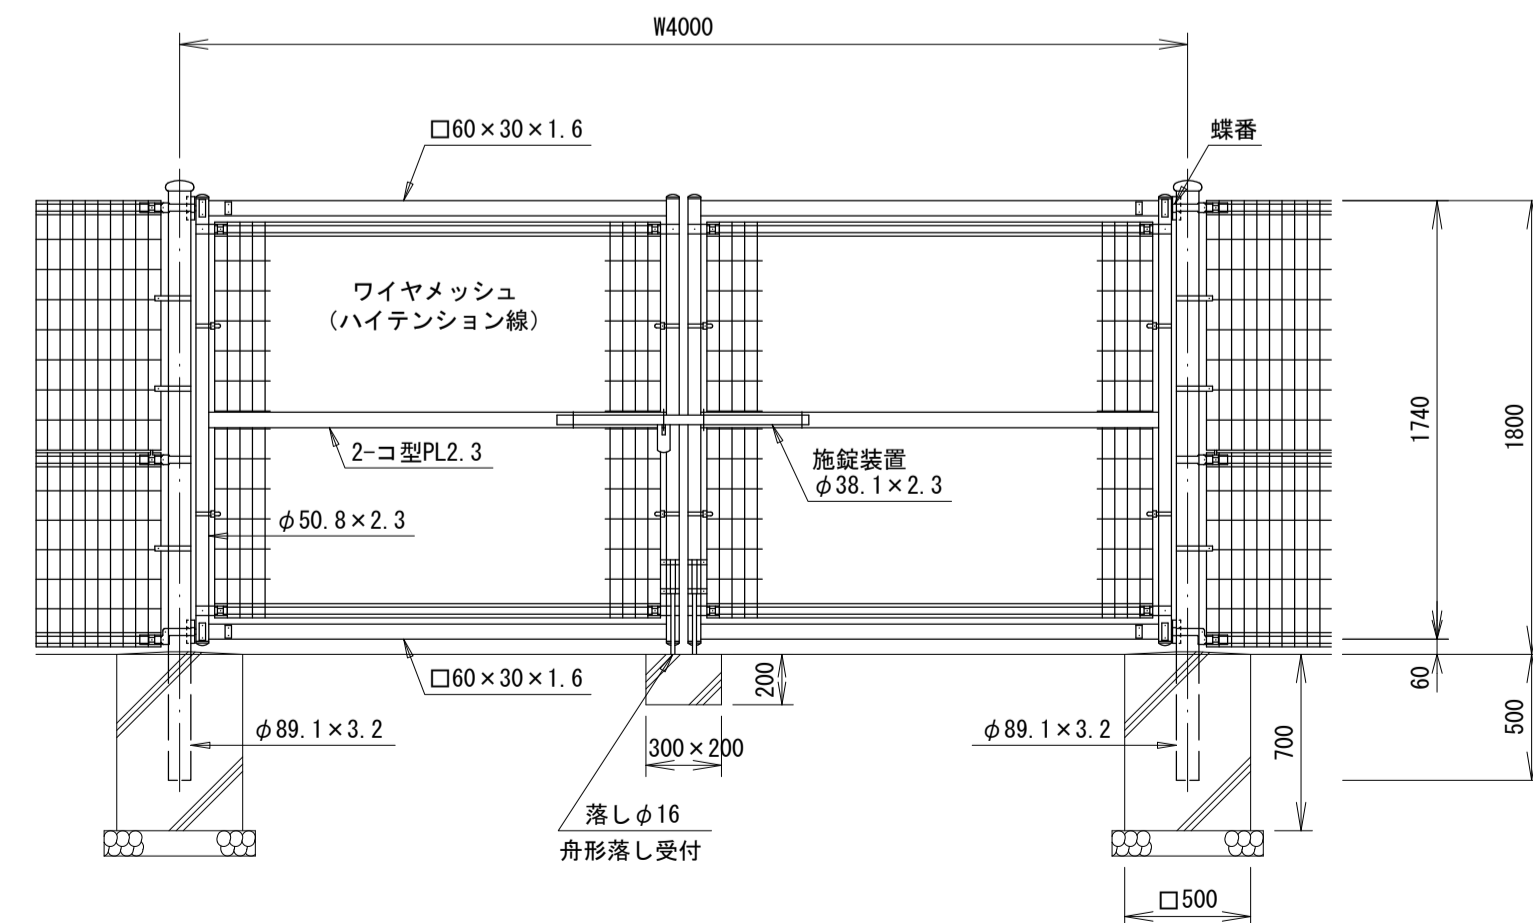 W4000
□60×30×1.6
蝶番
ワイヤメッシュ
(ハイテンション線)
2-コ型PL2.3
施錠装置
φ38.1×2.3
φ50.8×2.3
1740
1800
□60×30×1.6
200
60
φ89.1×3.2
300×200
φ89.1×3.2
700
500
落しφ16
舟形落し受付
□500